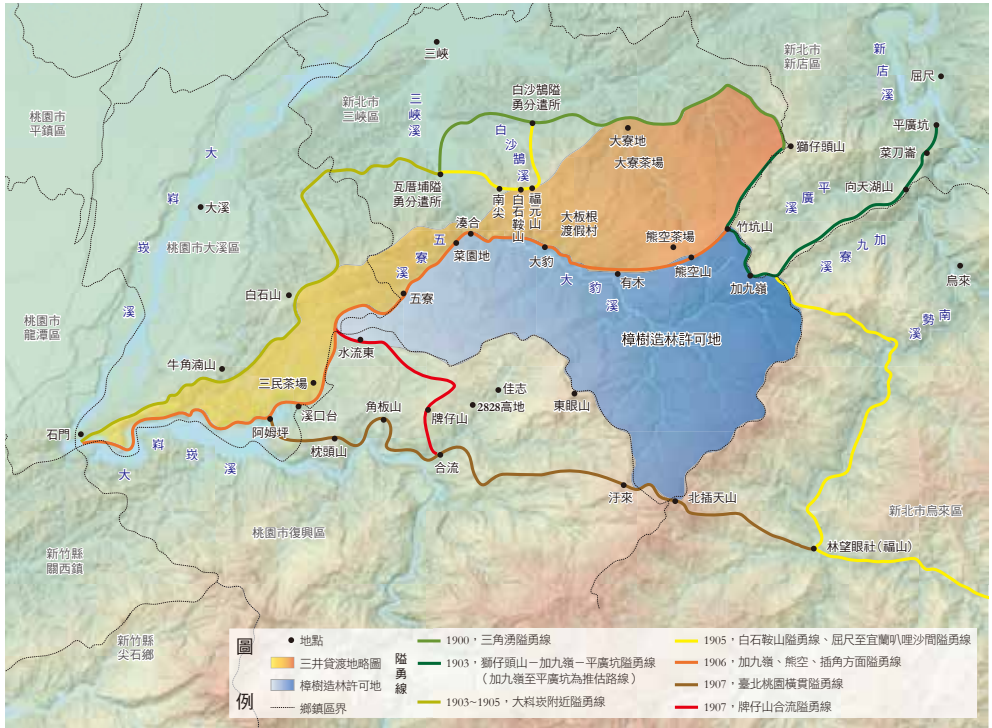 三峽
新北市
新店區
新店溪
屈尺
桃園市
平鎮區
新北市
三峽區
三峽溪
白沙鵠隘
勇分遣所
白沙鵠溪
大寮地
大寮茶場
獅仔頭山
平廣坑
菜刀崙
向天湖山
平廣溪
加九寮溪
大料崁溪
大溪
桃園市大溪區
瓦厝埔隘
勇分遣所
南尖
白石鞍山
福元山
大板根
渡假村
湊合
菜園地
五寮溪
五寮
大豹
大豹溪
有木
熊空茶場
熊空山
竹坑山
加九嶺
烏來
南勢溪
白石山
桃園市
龍潭區
牛角湳山
三民茶場
水流東
樟樹造林許可地
石門
大料崁溪
阿姆坪
溪口台
枕頭山
角板山
牌仔山
佳志
2828高地
東眼山
合流
汙來
北插天山
林望眼社（福山）
新北市烏來區
桃園市復興區
新竹縣
關西鎮
新竹縣
尖石鄉
圖例
地點
三井貸渡地略圖
樟樹造林許可地
鄉鎮區界
隘勇線
1900，三角湧隘勇線
1903，獅仔頭山－加九嶺－平廣坑隘勇線
（加九嶺至平廣坑為推估路線）
1903~1905，大料崁附近隘勇線
1905，白石鞍山隘勇線、屈尺至宜蘭叭哩沙間隘勇線
1906，加九嶺、熊空、插角方面隘勇線
1907，臺北桃園橫貫隘勇線
1907，牌仔山合流隘勇線